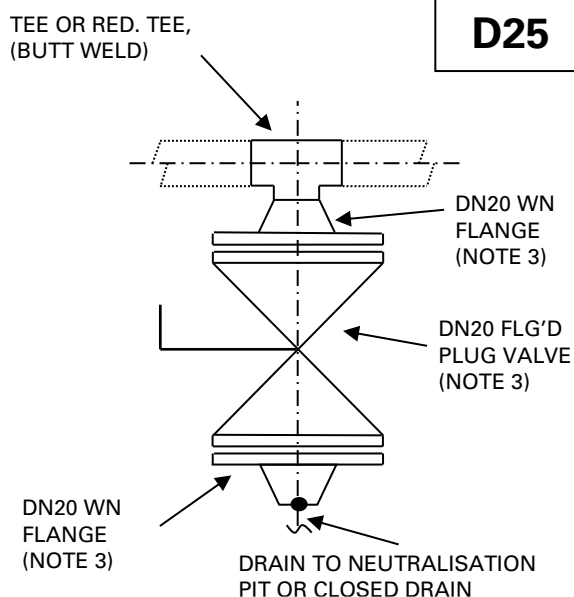 TEE OR RED. TEE,
(BUTT WELD)
D25
DN20 WN
FLANGE
(NOTE 3)
DN20 FLG'D
PLUG VALVE
(NOTE 3)
DN20 WN
FLANGE
(NOTE 3)
DRAIN TO NEUTRALISATION
PIT OR CLOSED DRAIN